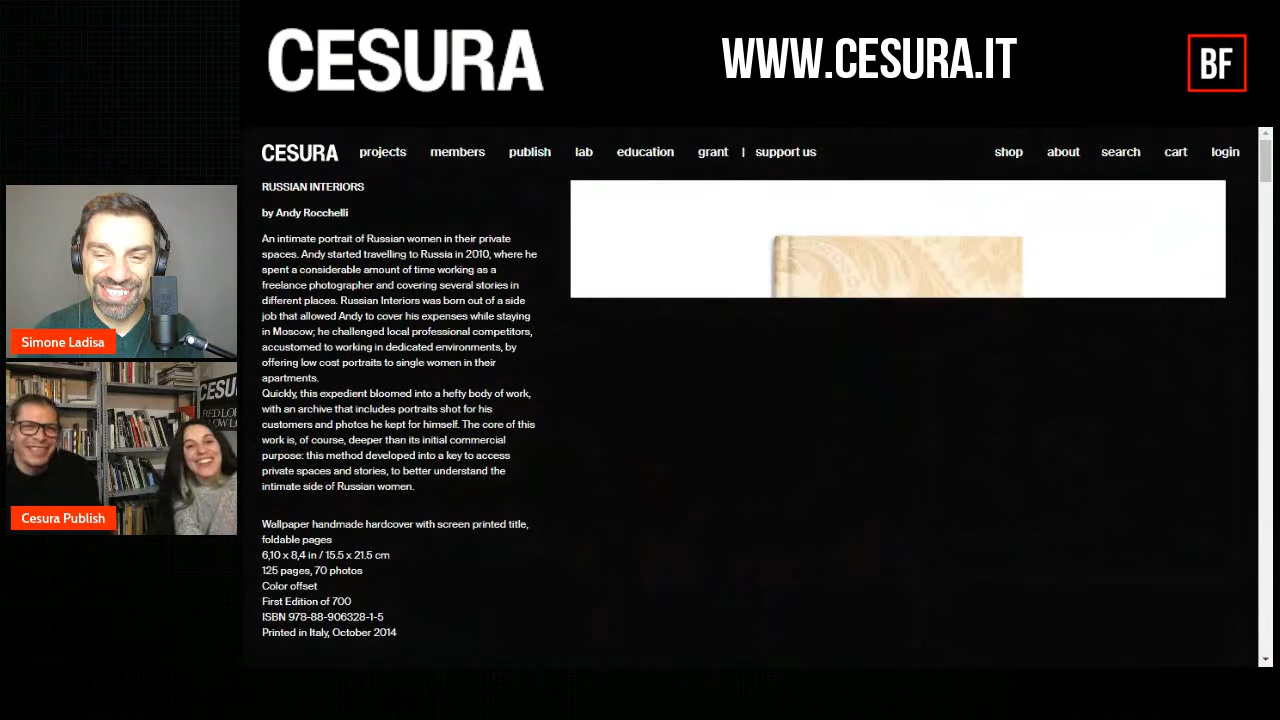 CESURA
WWW.CESURA.IT
BF
CESURA projects members publish lab education grant | support us shop about search cart login
RUSSIAN INTERIORS
by Andy Rocchelli
An intimate portrait of Russian women in their private
spaces. Andy started travelling to Russia in 2010, where he
spent a considerable amount of time working as a
freelance photographer and covering several stories in
different places. Russian Interiors was born out of a side
job that allowed Andy to cover his expenses while staying
in Moscow; he challenged local professional competitors,
accustomed to working in dedicated environments, by
offering low cost portraits to single women in their
apartments.
Quickly, this expedient bloomed into a hefty body of work,
with an archive that includes portraits shot for his
customers and photos he kept for himself. The core of this
work is, of course, deeper than its initial commercial
purpose: this method developed into a key to access
private spaces and stories, to better understand the
intimate side of Russian women.
Wallpaper handmade hardcover with screen printed title,
foldable pages
6,10 x 8,4 in / 15.5 x 21.5 cm
125 pages, 70 photos
Color offset
First Edition of 700
ISBN 978-88-906328-1-5
Printed in Italy, October 2014
Simone Ladisa
CESU
Cesura Publish